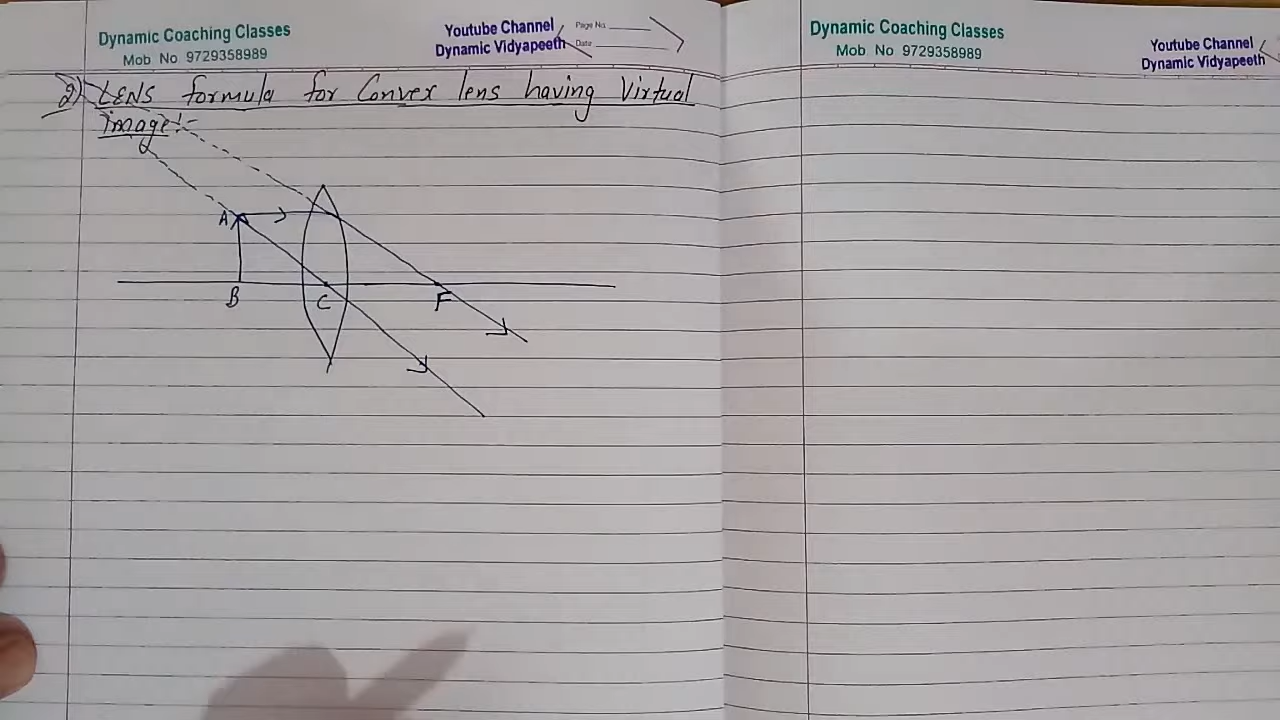 Dynamic Coaching Classes
Mob No 9729358989
Youtube Channel
Dynamic Vidyapeeth
Page No.
Date
2) LENS formula for Convex lens having Virtual
image:-
A
B
C
F
Dynamic Coaching Classes
Mob No 9729358989
Youtube Channel
Dynamic Vidyapeeth